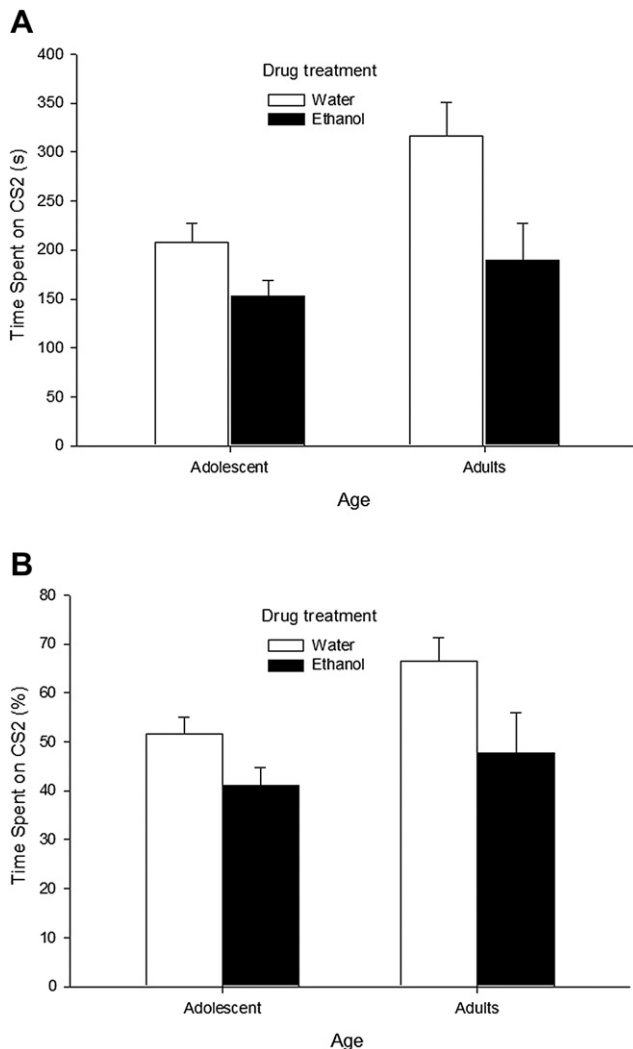 A
400
350
300
250
200
150
100
50
0
Time Spent on CS2 (s)
Drug treatment
Water
Ethanol
Adolescent
Adults
Age
B
80
70
60
50
40
30
20
10
0
Time Spent on CS2 (%)
Drug treatment
Water
Ethanol
Adolescent
Adults
Age